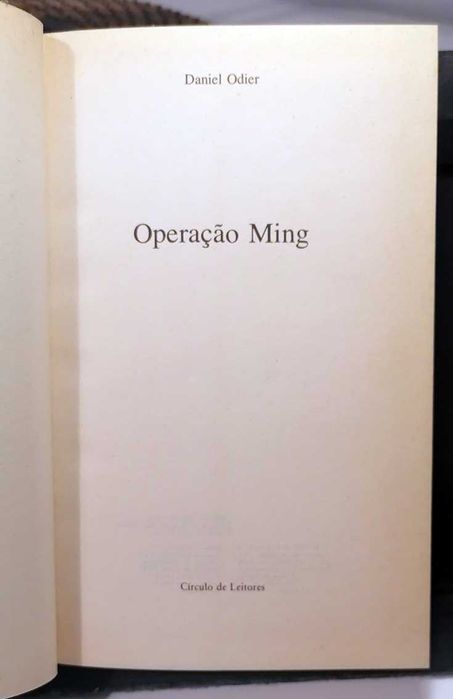 Daniel Odier
Operação Ming
Círculo de Leitores